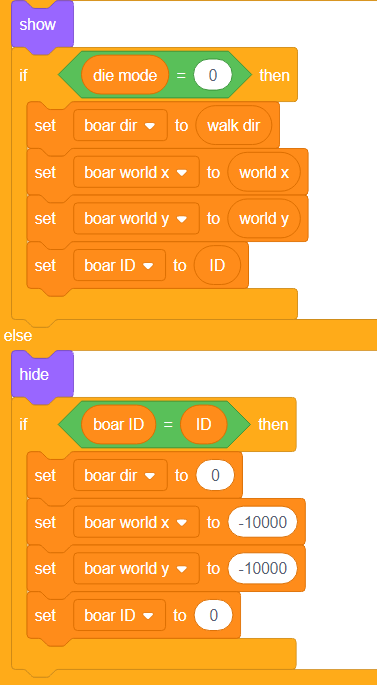 show
if die mode = 0 then
set boar dir to walk dir
set boar world x to world x
set boar world y to world y
set boar ID to ID
else
hide
if boar ID = ID then
set boar dir to 0
set boar world x to -10000
set boar world y to -10000
set boar ID to 0